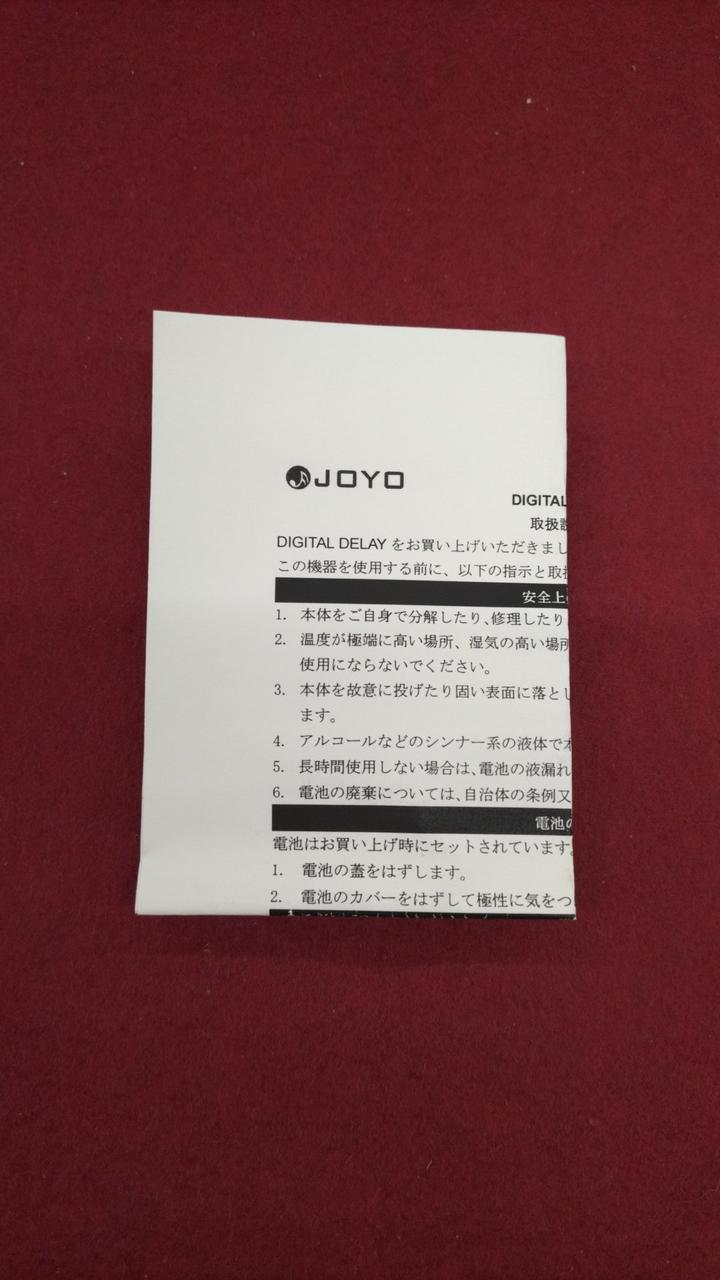 JOYO
DIGITAL
取扱
DIGITAL DELAY をお買い上げいただきまし
この機器を使用する前に、以下の指示と取
安全上
1. 本体をご自身で分解したり、修理したり
2. 温度が極端に高い場所、湿気の高い場所
使用にならないでください。
3. 本体を故意に投げたり固い表面に落とし
ます。
4. アルコールなどのシンナー系の液体で
5. 長時間使用しない場合は、電池の液漏れ
6. 電池の廃棄については、自治体の条例又
電池の
電池はお買い上げ時にセットされています。
1. 電池の蓋をはずします。
2. 電池のカバーをはずして極性に気をつ